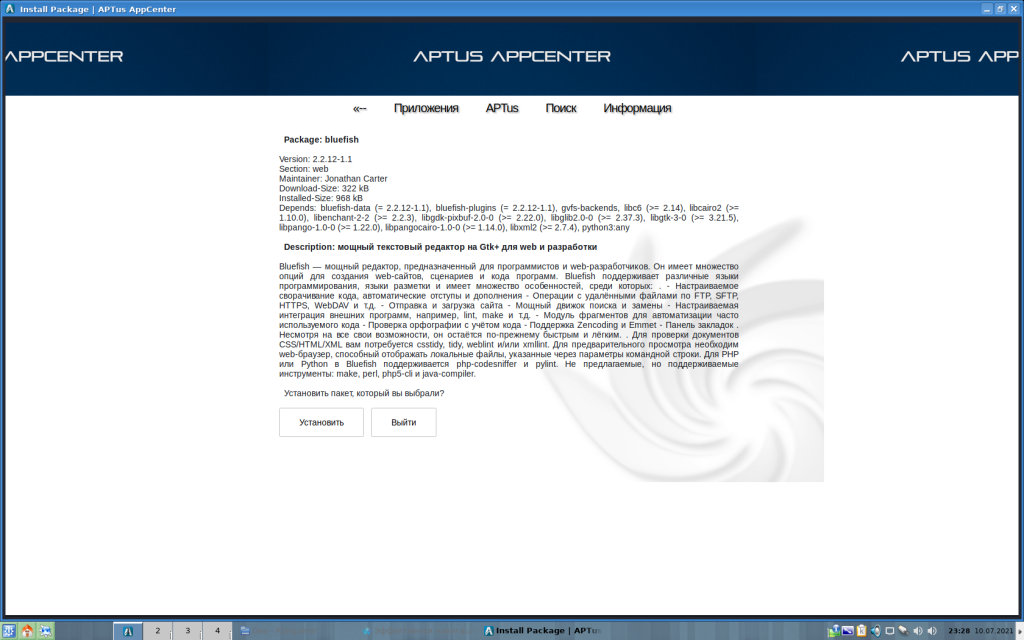 Install Package | APTus AppCenter
APPCENTER
APTUS APPCENTER
APTUS APP
«--
Приложения
APTus
Поиск
Информация
Package: bluefish
Version: 2.2.12-1.1
Section: web
Maintainer: Jonathan Carter
Download-Size: 322 kB
Installed-Size: 968 kB
Depends: bluefish-data (= 2.2.12-1.1), bluefish-plugins (= 2.2.12-1.1), gvfs-backends, libc6 (>= 2.14), libcairo2 (>=
1.10.0), libenchant-2-2 (>= 2.2.3), libgdk-pixbuf-2.0-0 (>= 2.22.0), libglib2.0-0 (>= 2.37.3), libgtk-3-0 (>= 3.21.5),
libpango-1.0-0 (>= 1.22.0), libpangocairo-1.0-0 (>= 1.14.0), libxml2 (>= 2.7.4), python3:any
Description: мощный текстовый редактор на Gtk+ для web и разработки
Bluefish — мощный редактор, предназначенный для программистов и web-разработчиков. Он имеет множество
опций для создания web-сайтов, сценариев и кода программ. Bluefish поддерживает различные языки
программирования, языки разметки и имеет множество особенностей, среди которых: . - Настраиваемое
сворачивание кода, автоматические отступы и дополнения - Операции с удалёнными файлами по FTP, SFTP,
HTTPS, WebDAV и т.д. - Отправка и загрузка сайта - Мощный движок поиска и замены - Настраиваемая
интеграция внешних программ, например, lint, make и т.д. - Модуль фрагментов для автоматизации часто
используемого кода - Проверка орфографии с учётом кода - Поддержка Zencoding и Emmet - Панель закладок .
Несмотря на все свои возможности, он остаётся по-прежнему быстрым и лёгким. . Для проверки документов
CSS/HTML/XML вам потребуется csstidy, tidy, weblint и/или xmllint. Для предварительного просмотра необходим
web-браузер, способный отображать локальные файлы, указанные через параметры командной строки. Для PHP
или Python в Bluefish поддерживается php-codesniffer и pylint. Не предлагаемые, но поддерживаемые
инструменты: make, perl, php5-cli и java-compiler.
Установить пакет, который вы выбрали?
Установить
Выйти
2
3
4
Install Package | APTus
23:28
10.07.2021